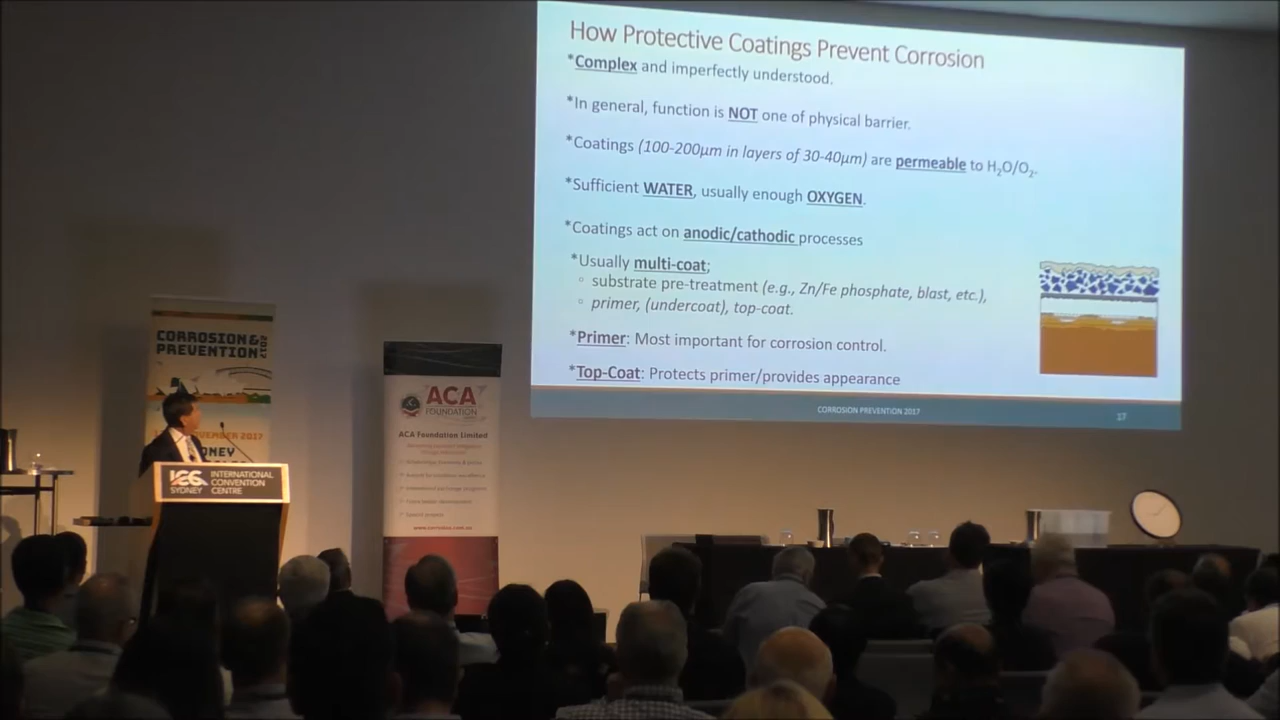 How Protective Coatings Prevent Corrosion
*Complex and imperfectly understood.
*In general, function is NOT one of physical barrier.
*Coatings (100-200µm in layers of 30-40µm) are permeable to H₂O/O₂.
*Sufficient WATER, usually enough OXYGEN.
*Coatings act on anodic/cathodic processes
*Usually multi-coat;
◦ substrate pre-treatment (e.g., Zn/Fe phosphate, blast, etc.),
◦ primer, (undercoat), top-coat.
*Primer: Most important for corrosion control.
*Top-Coat: Protects primer/provides appearance
CORROSION PREVENTION 2017
17
CORROSION &
PREVENTION 2017
NOVEMBER 2017
ACA
FOUNDATION
ACA Foundation Limited
ICC
SYDNEY
INTERNATIONAL
CONVENTION
CENTRE